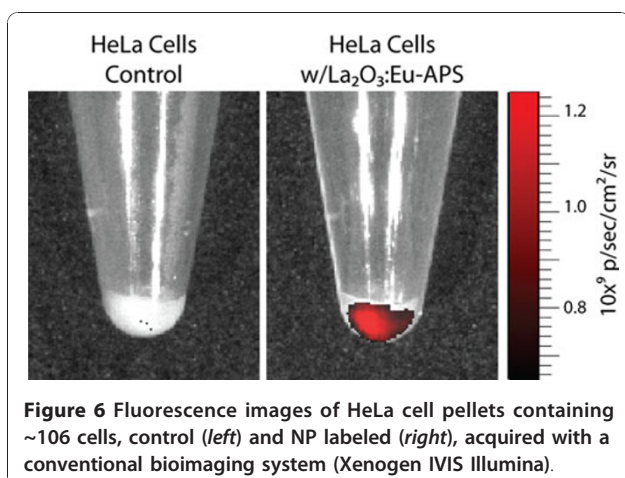 HeLa Cells
Control
HeLa Cells
w/La₂O₃:Eu-APS
1.2
1.0
0.8
10x⁹ p/sec/cm²/sr
Figure 6 Fluorescence images of HeLa cell pellets containing
~106 cells, control (left) and NP labeled (right), acquired with a
conventional bioimaging system (Xenogen IVIS Illumina).